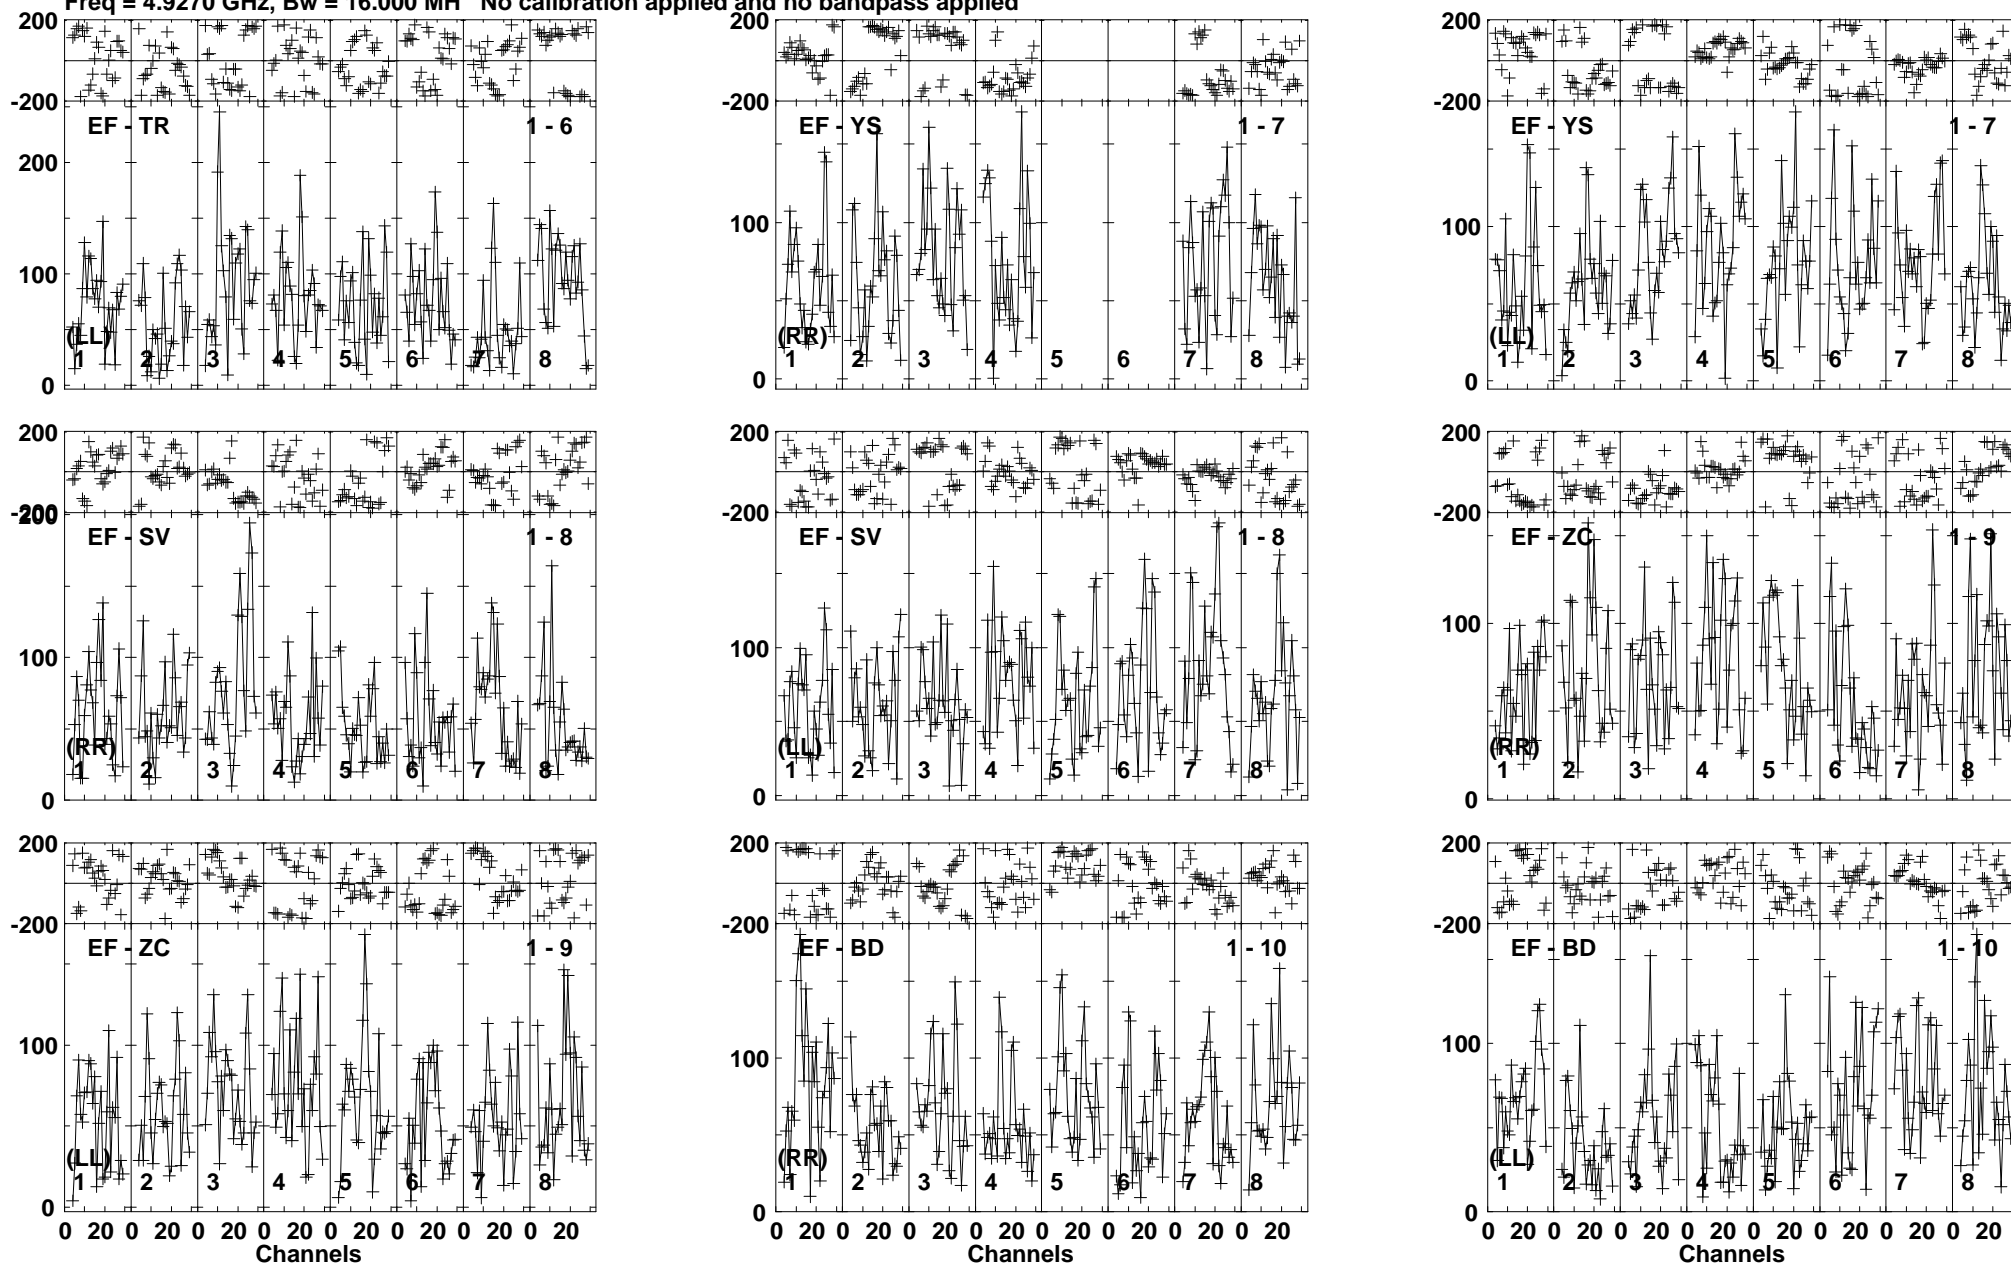 Freq = 4.9270 GHz, Bw = 16.000 MH No calibration applied and no bandpass applied
200
-200
EF - TR 1 - 6
200
100
0
(LL)
1 2 3 4 5 6 7 8
200
-200
EF - YS 1 - 7
100
0
(RR)
1 2 3 4 5 6 7 8
200
-200
EF - YS 1 - 7
100
0
(LL)
1 2 3 4 5 6 7 8
200
-200
200
EF - SV 1 - 8
100
0
(RR)
1 2 3 4 5 6 7 8
200
-200
EF - SV 1 - 8
100
0
(LL)
1 2 3 4 5 6 7 8
200
-200
EF - ZC 1 - 9
100
0
(RR)
1 2 3 4 5 6 7 8
200
-200
EF - ZC 1 - 9
100
0
(LL)
1 2 3 4 5 6 7 8
0 20 0 20 0 20 0 20 0 20 0 20 0 20 0 20
Channels
200
-200
EF - BD 1 - 10
100
0
(RR)
1 2 3 4 5 6 7 8
0 20 0 20 0 20 0 20 0 20 0 20 0 20 0 20
Channels
200
-200
EF - BD 1 - 10
100
0
(LL)
1 2 3 4 5 6 7 8
0 20 0 20 0 20 0 20 0 20 0 20 0 20 0 20
Channels